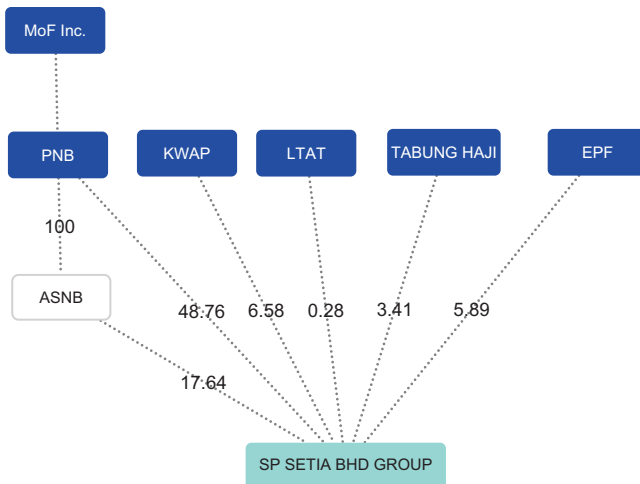 MoF Inc.
PNB
KWAP
LTAT
TABUNG HAJI
EPF
100
ASNB
48.76
6.58
0.28
3.41
5.89
17.64
SP SETIA BHD GROUP